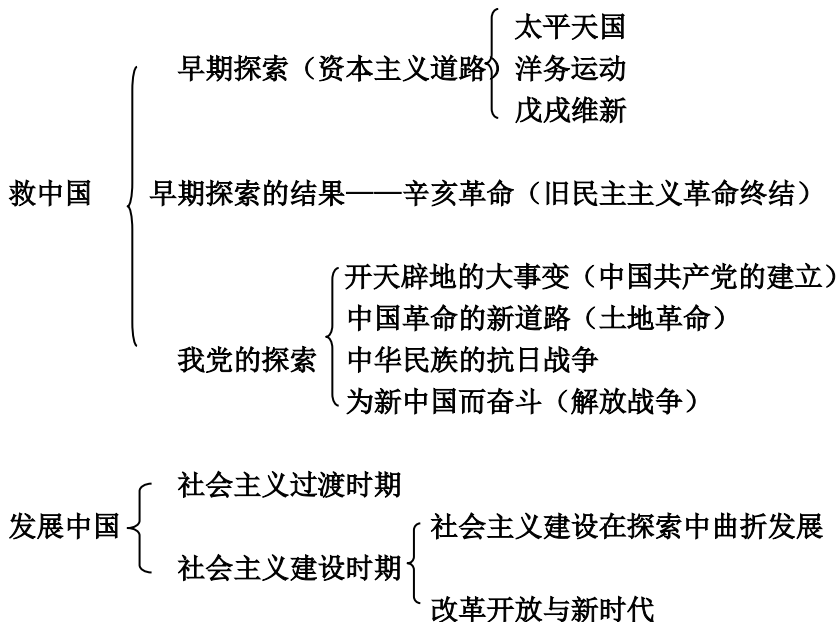 太平天国
早期探索（资本主义道路）洋务运动
戊戌维新
救中国 早期探索的结果——辛亥革命（旧民主主义革命终结）
开天辟地的大事变（中国共产党的建立）
中国革命的新道路（土地革命）
我党的探索 中华民族的抗日战争
为新中国而奋斗（解放战争）
社会主义过渡时期
发展中国 社会主义建设在探索中曲折发展
社会主义建设时期
改革开放与新时代